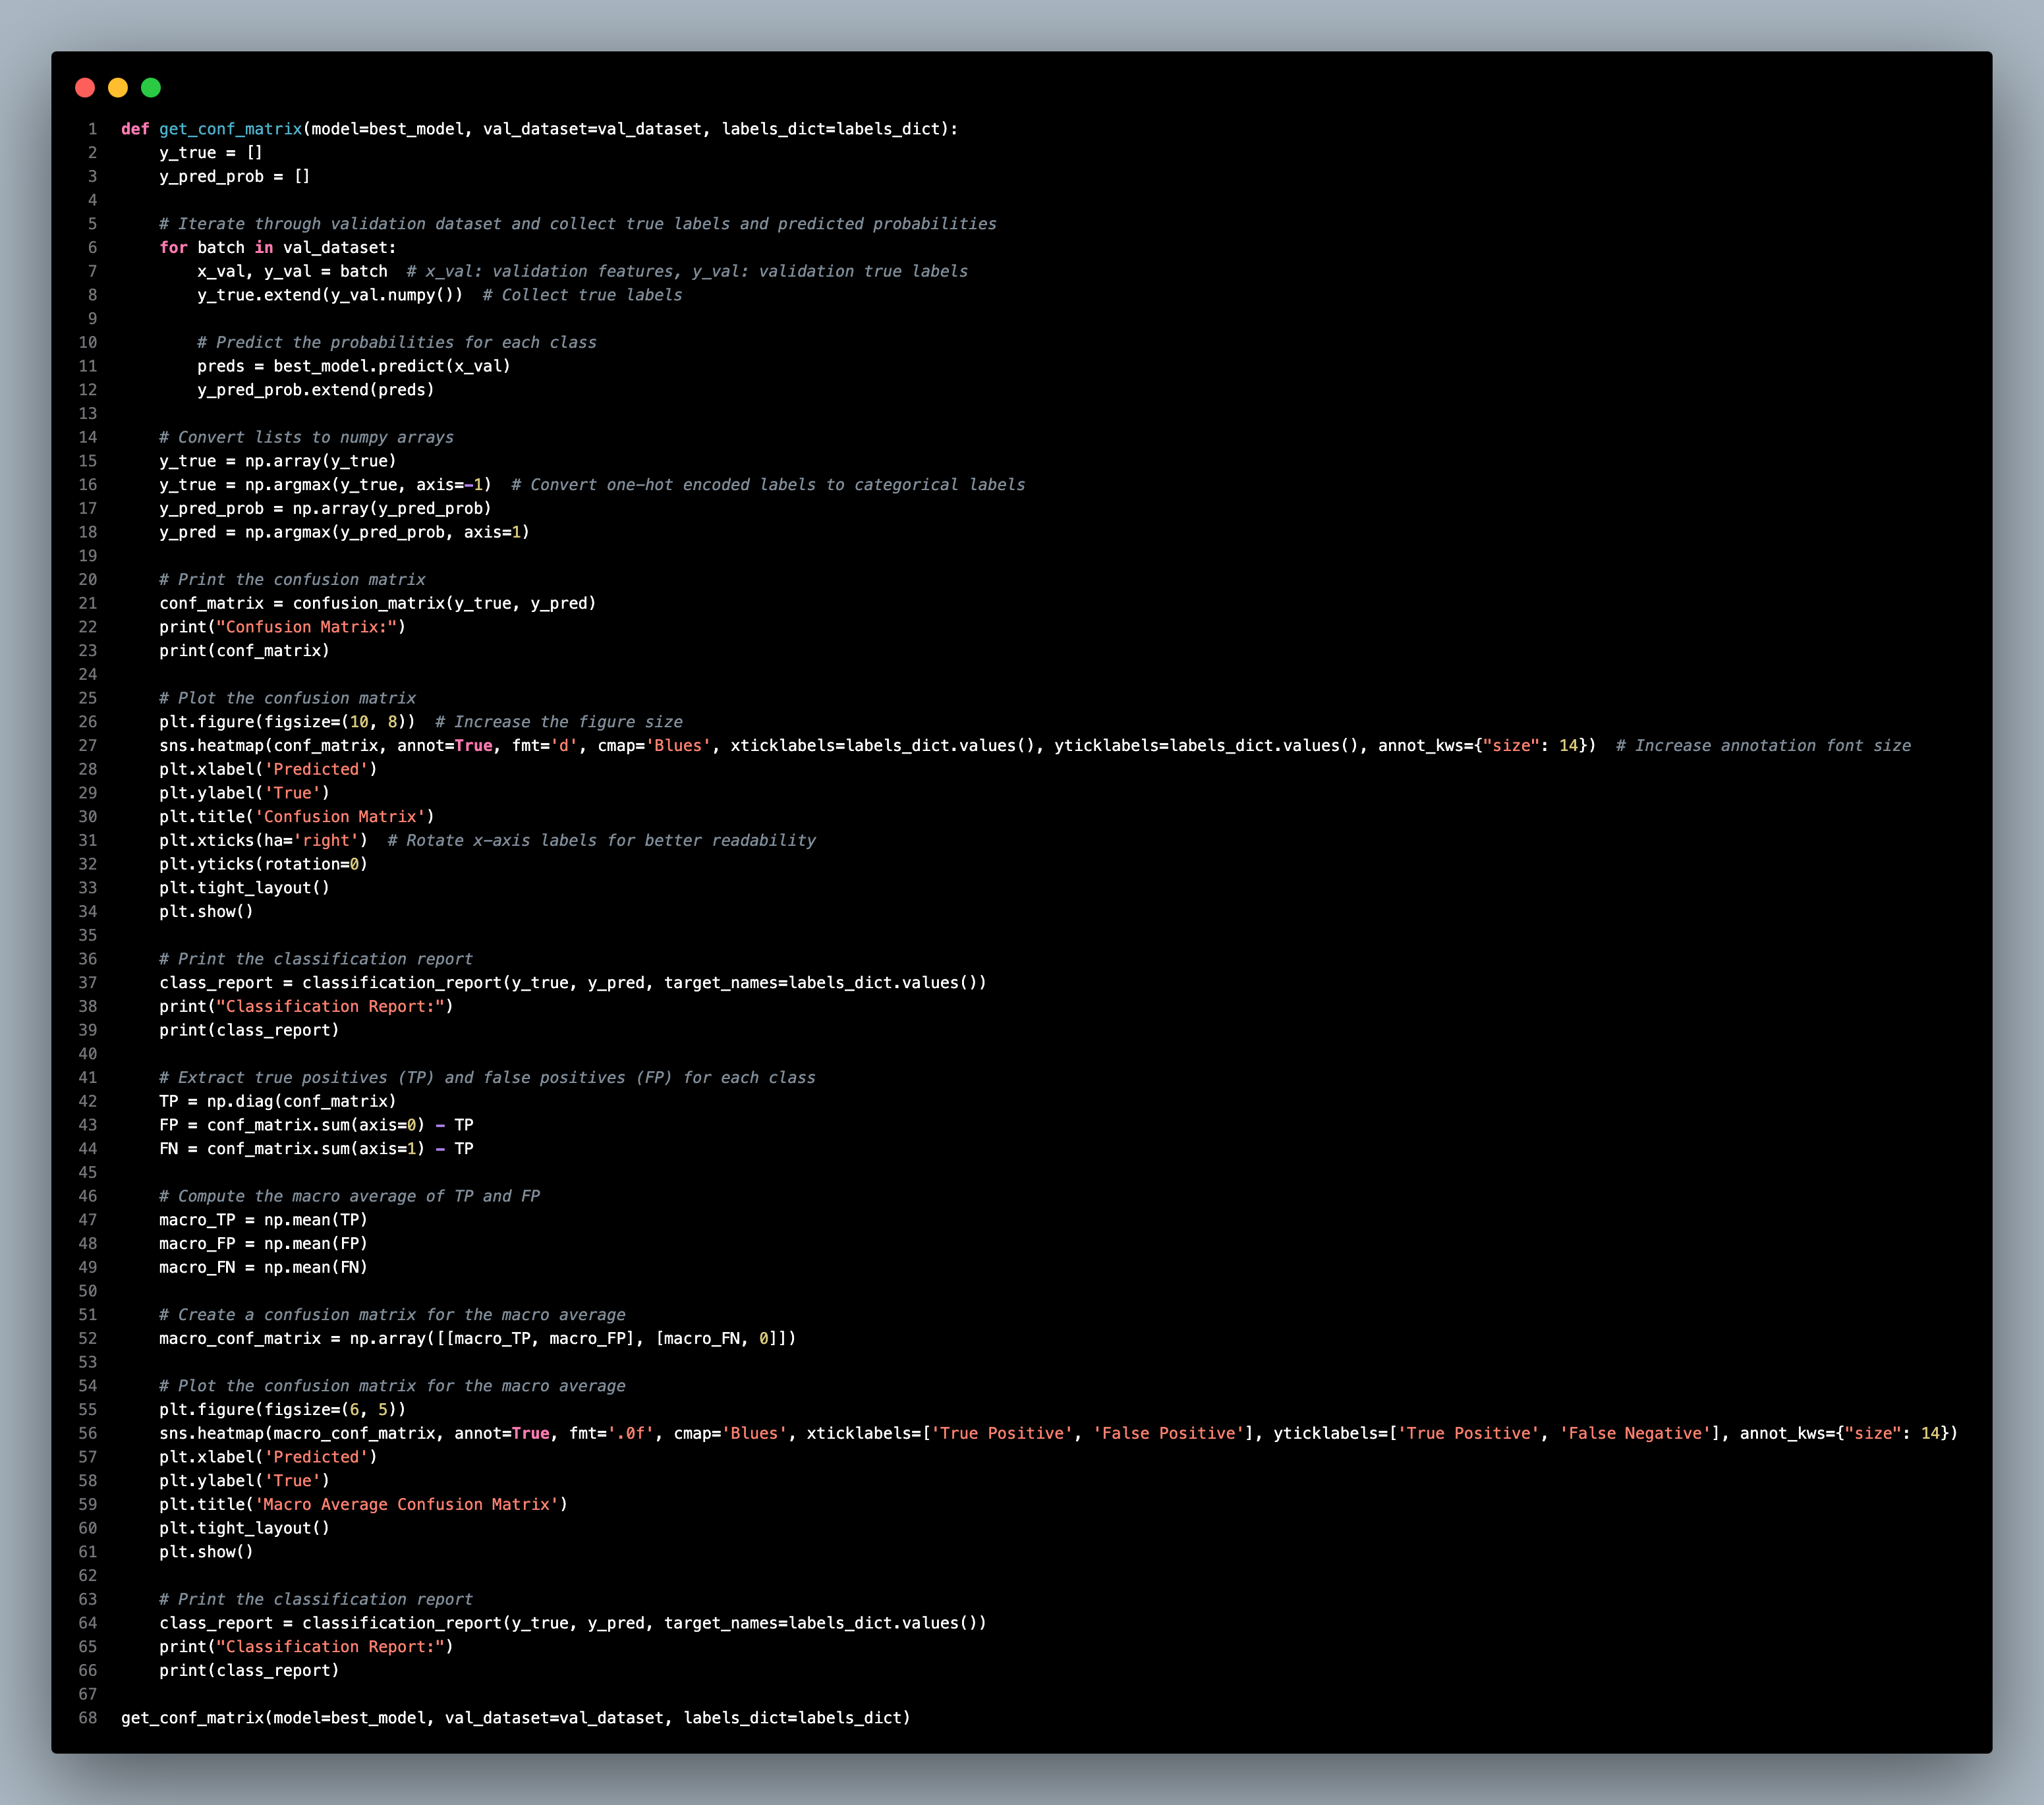 1 def get_conf_matrix(model=best_model, val_dataset=val_dataset, labels_dict=labels_dict):
2     y_true = []
3     y_pred_prob = []
4
5     # Iterate through validation dataset and collect true labels and predicted probabilities
6     for batch in val_dataset:
7         x_val, y_val = batch  # x_val: validation features, y_val: validation true labels
8         y_true.extend(y_val.numpy())  # Collect true labels
9
10         # Predict the probabilities for each class
11         preds = best_model.predict(x_val)
12         y_pred_prob.extend(preds)
13
14     # Convert lists to numpy arrays
15     y_true = np.array(y_true)
16     y_true = np.argmax(y_true, axis=-1)  # Convert one-hot encoded labels to categorical labels
17     y_pred_prob = np.array(y_pred_prob)
18     y_pred = np.argmax(y_pred_prob, axis=1)
19
20     # Print the confusion matrix
21     conf_matrix = confusion_matrix(y_true, y_pred)
22     print("Confusion Matrix:")
23     print(conf_matrix)
24
25     # Plot the confusion matrix
26     plt.figure(figsize=(10, 8))  # Increase the figure size
27     sns.heatmap(conf_matrix, annot=True, fmt='d', cmap='Blues', xticklabels=labels_dict.values(), yticklabels=labels_dict.values(), annot_kws={"size": 14})  # Increase annotation font size
28     plt.xlabel('Predicted')
29     plt.ylabel('True')
30     plt.title('Confusion Matrix')
31     plt.xticks(ha='right')  # Rotate x-axis labels for better readability
32     plt.yticks(rotation=0)
33     plt.tight_layout()
34     plt.show()
35
36     # Print the classification report
37     class_report = classification_report(y_true, y_pred, target_names=labels_dict.values())
38     print("Classification Report:")
39     print(class_report)
40
41     # Extract true positives (TP) and false positives (FP) for each class
42     TP = np.diag(conf_matrix)
43     FP = conf_matrix.sum(axis=0) - TP
44     FN = conf_matrix.sum(axis=1) - TP
45
46     # Compute the macro average of TP and FP
47     macro_TP = np.mean(TP)
48     macro_FP = np.mean(FP)
49     macro_FN = np.mean(FN)
50
51     # Create a confusion matrix for the macro average
52     macro_conf_matrix = np.array([[macro_TP, macro_FP], [macro_FN, 0]])
53
54     # Plot the confusion matrix for the macro average
55     plt.figure(figsize=(6, 5))
56     sns.heatmap(macro_conf_matrix, annot=True, fmt='.0f', cmap='Blues', xticklabels=['True Positive', 'False Positive'], yticklabels=['True Positive', 'False Negative'], annot_kws={"size": 14})
57     plt.xlabel('Predicted')
58     plt.ylabel('True')
59     plt.title('Macro Average Confusion Matrix')
60     plt.tight_layout()
61     plt.show()
62
63     # Print the classification report
64     class_report = classification_report(y_true, y_pred, target_names=labels_dict.values())
65     print("Classification Report:")
66     print(class_report)
67
68 get_conf_matrix(model=best_model, val_dataset=val_dataset, labels_dict=labels_dict)